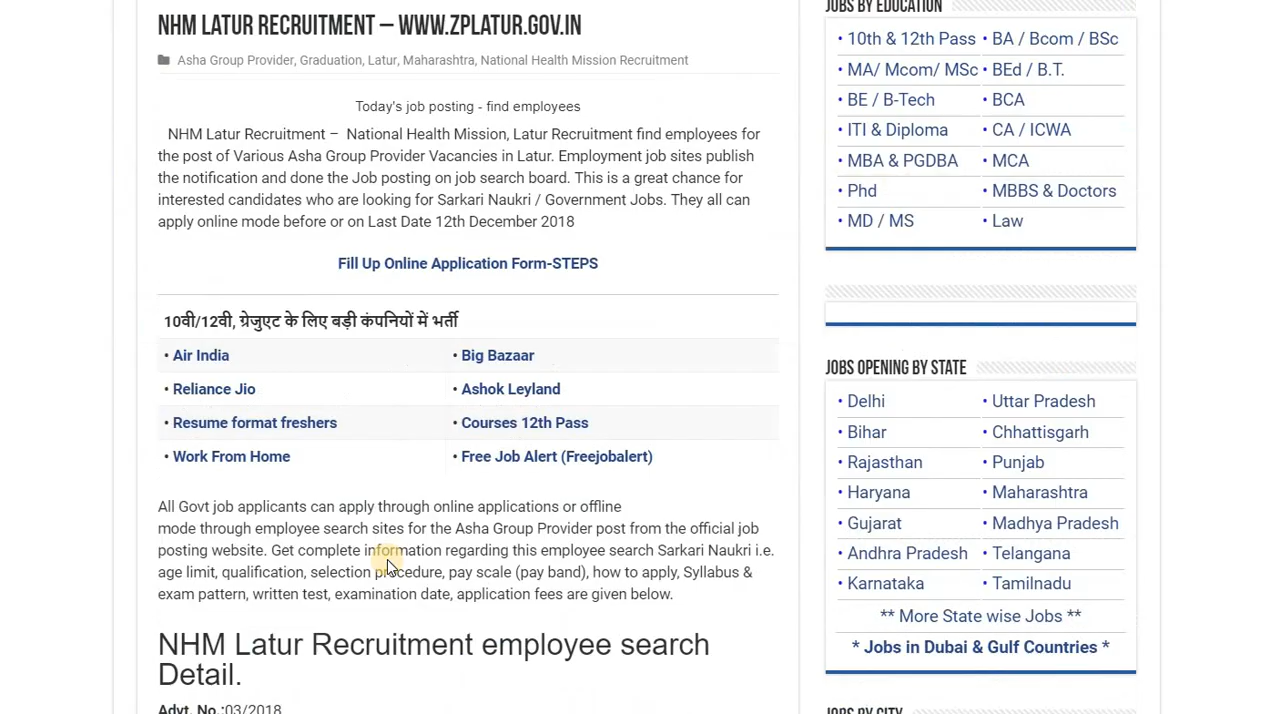 NHM LATUR RECRUITMENT – WWW.ZPLATUR.GOV.IN
Asha Group Provider, Graduation, Latur, Maharashtra, National Health Mission Recruitment
Today's job posting - find employees
NHM Latur Recruitment – National Health Mission, Latur Recruitment find employees for
the post of Various Asha Group Provider Vacancies in Latur. Employment job sites publish
the notification and done the Job posting on job search board. This is a great chance for
interested candidates who are looking for Sarkari Naukri / Government Jobs. They all can
apply online mode before or on Last Date 12th December 2018
Fill Up Online Application Form-STEPS
10वी/12वी, ग्रेजुएट के लिए बड़ी कंपनियों में भर्ती
• Air India
• Big Bazaar
• Reliance Jio
• Ashok Leyland
• Resume format freshers
• Courses 12th Pass
• Work From Home
• Free Job Alert (Freejobalert)
All Govt job applicants can apply through online applications or offline
mode through employee search sites for the Asha Group Provider post from the official job
posting website. Get complete information regarding this employee search Sarkari Naukri i.e.
age limit, qualification, selection procedure, pay scale (pay band), how to apply, Syllabus &
exam pattern, written test, examination date, application fees are given below.
NHM Latur Recruitment employee search
Detail.
Advt. No.:03/2018
JOBS BY EDUCATION
• 10th & 12th Pass
• BA / Bcom / BSc
• MA/ Mcom/ MSc
• BEd / B.T.
• BE / B-Tech
• BCA
• ITI & Diploma
• CA / ICWA
• MBA & PGDBA
• MCA
• Phd
• MBBS & Doctors
• MD / MS
• Law
JOBS OPENING BY STATE
• Delhi
• Uttar Pradesh
• Bihar
• Chhattisgarh
• Rajasthan
• Punjab
• Haryana
• Maharashtra
• Gujarat
• Madhya Pradesh
• Andhra Pradesh
• Telangana
• Karnataka
• Tamilnadu
** More State wise Jobs **
* Jobs in Dubai & Gulf Countries *
JOBS BY CITY